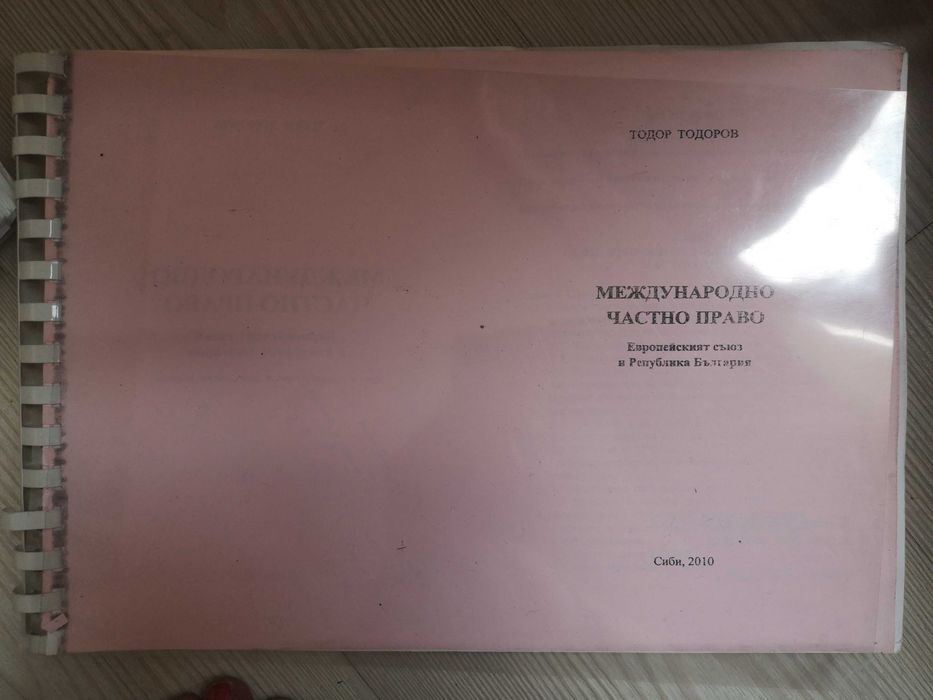 ТОДОР ТОДОРОВ
МЕЖДУНАРОДНО
ЧАСТНО ПРАВО
Европейският съюз
и Република България
Сиби, 2010